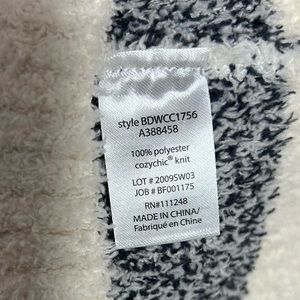 style BDWCC1756
A388458
100% polyester
cozychic® knit
LOT # 2009SW03
JOB # BF001175
RN#111248
MADE IN CHINA/
Fabriqué en Chine